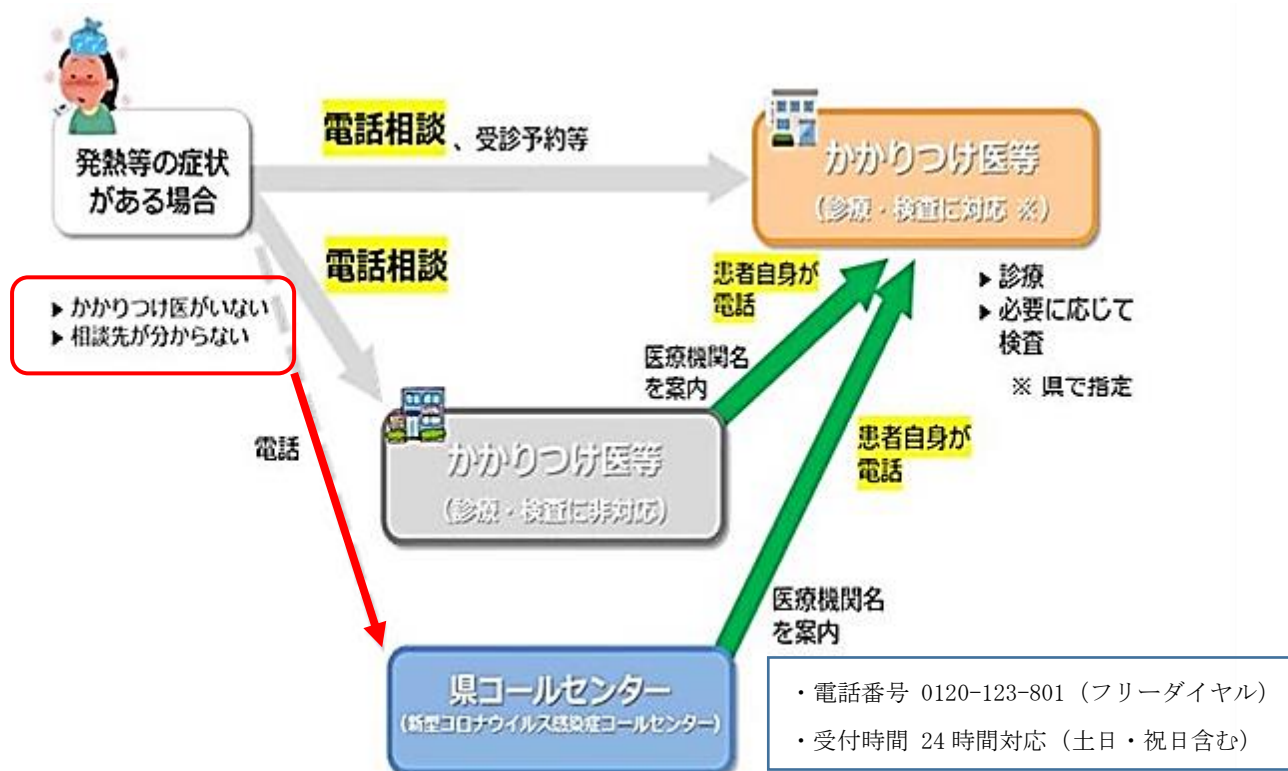 発熱等の症状
がある場合
電話相談、受診予約等
かかりつけ医等
(診療・検査に対応 ※)
電話相談
▶ かかりつけ医がいない
▶ 相談先が分からない
患者自身が
電話
▶ 診療
▶ 必要に応じて
検査
※ 県で指定
医療機関名
を案内
電話
かかりつけ医等
(診療・検査に非対応)
患者自身が
電話
医療機関名
を案内
県コールセンター
(新型コロナウイルス感染症コールセンター)
・電話番号 0120-123-801(フリーダイヤル)
・受付時間 24時間対応(土日・祝日含む)